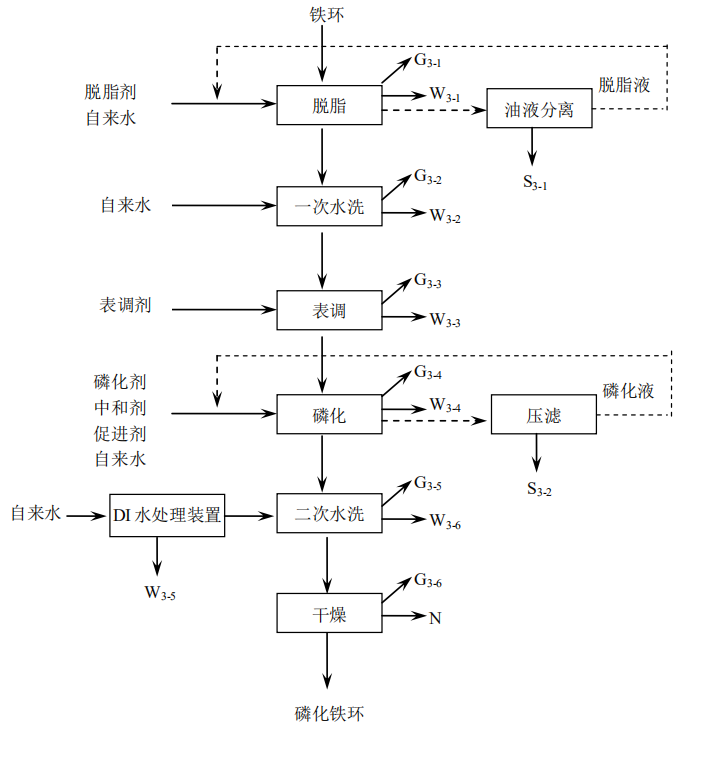 铁环
G3-1
脱脂剂
自来水
脱脂
W3-1
油液分离
脱脂液
S3-1
G3-2
自来水
一次水洗
W3-2
G3-3
表调剂
表调
W3-3
G3-4
磷化剂
中和剂
促进剂
自来水
磷化
W3-4
压滤
磷化液
S3-2
G3-5
自来水
DI 水处理装置
二次水洗
W3-6
W3-5
G3-6
干燥
N
磷化铁环